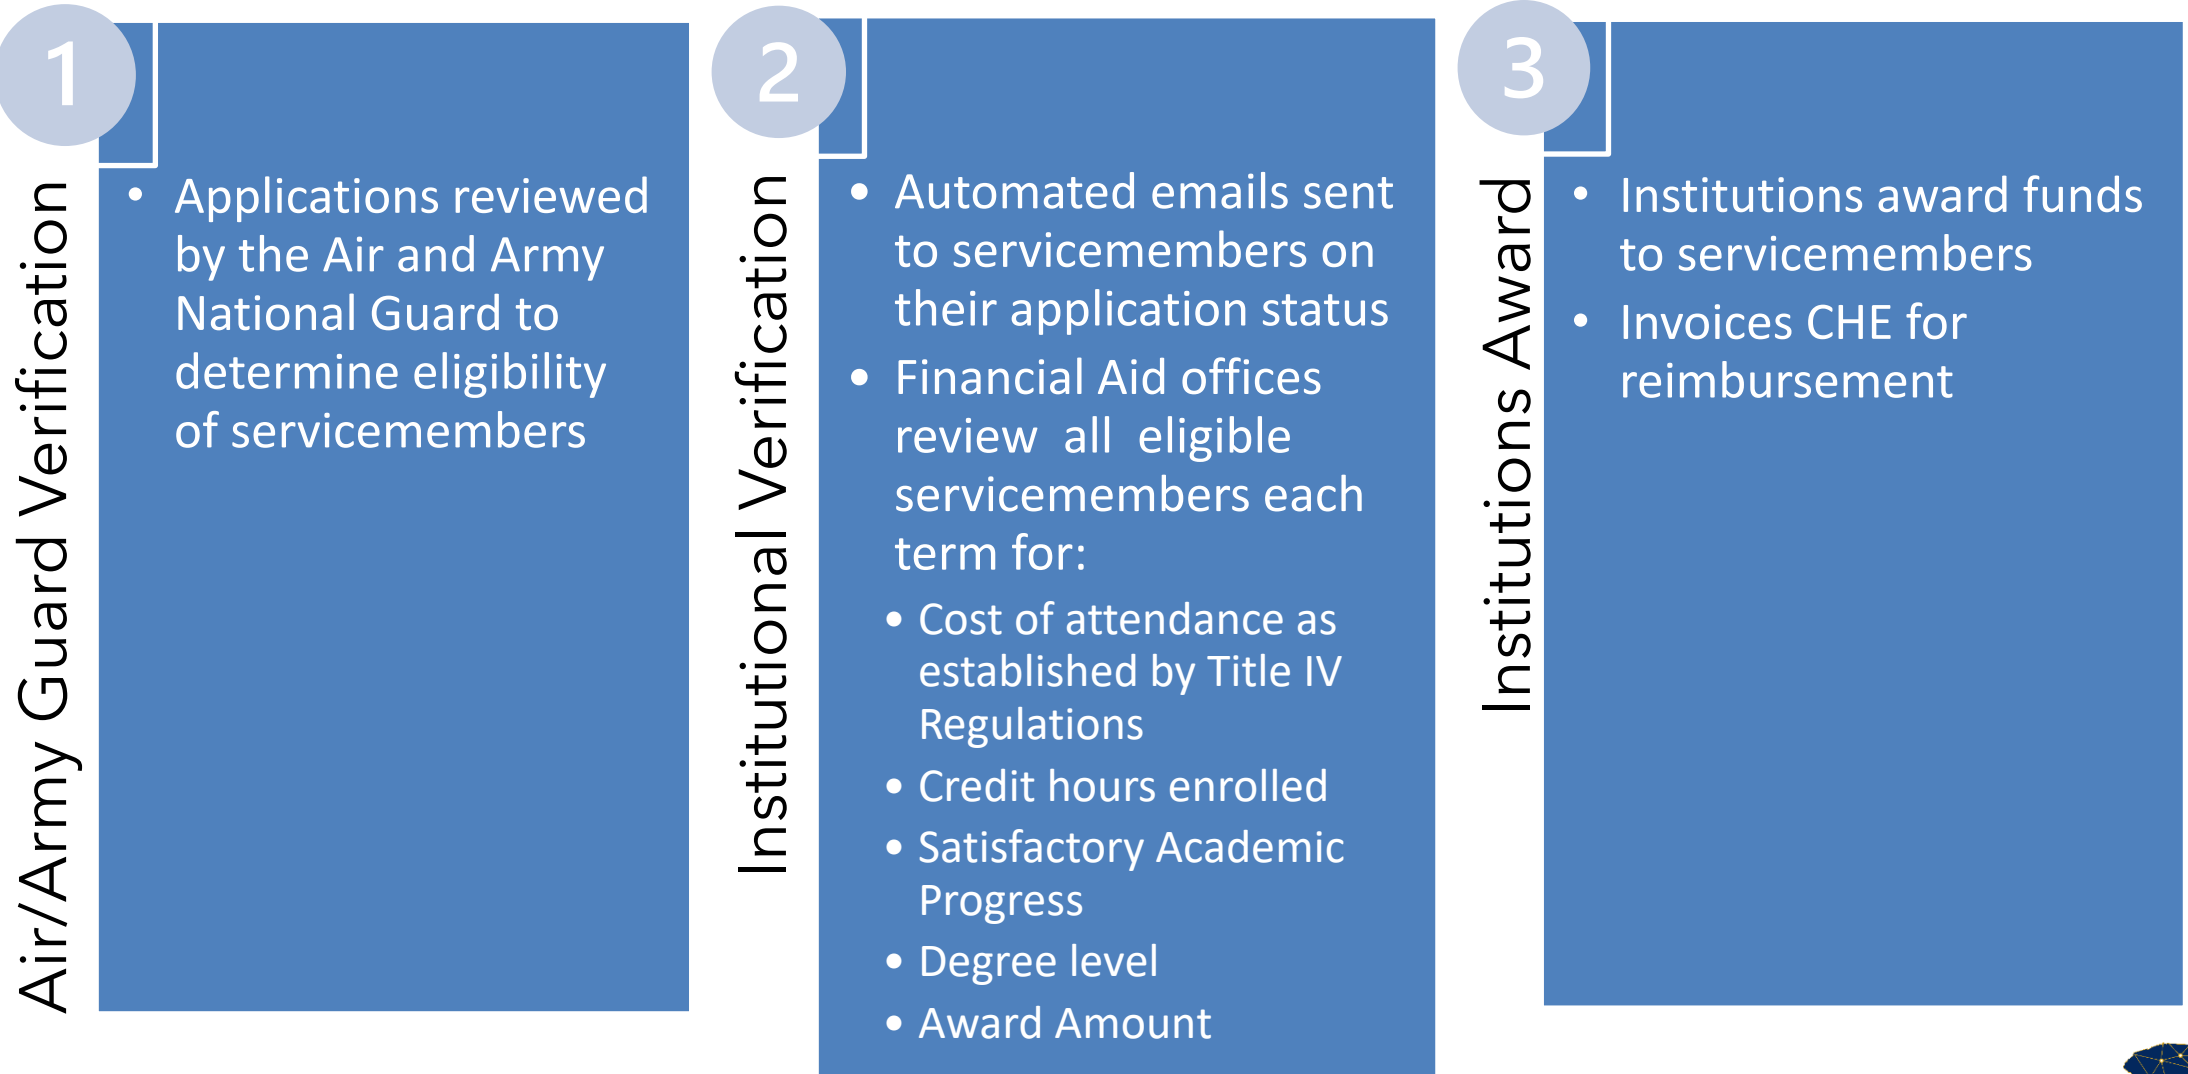 1
Air/Army Guard Verification
• Applications reviewed
by the Air and Army
National Guard to
determine eligibility
of servicemembers
2
Institutional Verification
• Automated emails sent
to servicemembers on
their application status
• Financial Aid offices
review all eligible
servicemembers each
term for:
• Cost of attendance as
established by Title IV
Regulations
• Credit hours enrolled
• Satisfactory Academic
Progress
• Degree level
• Award Amount
3
Institutions Award
• Institutions award funds
to servicemembers
• Invoices CHE for
reimbursement